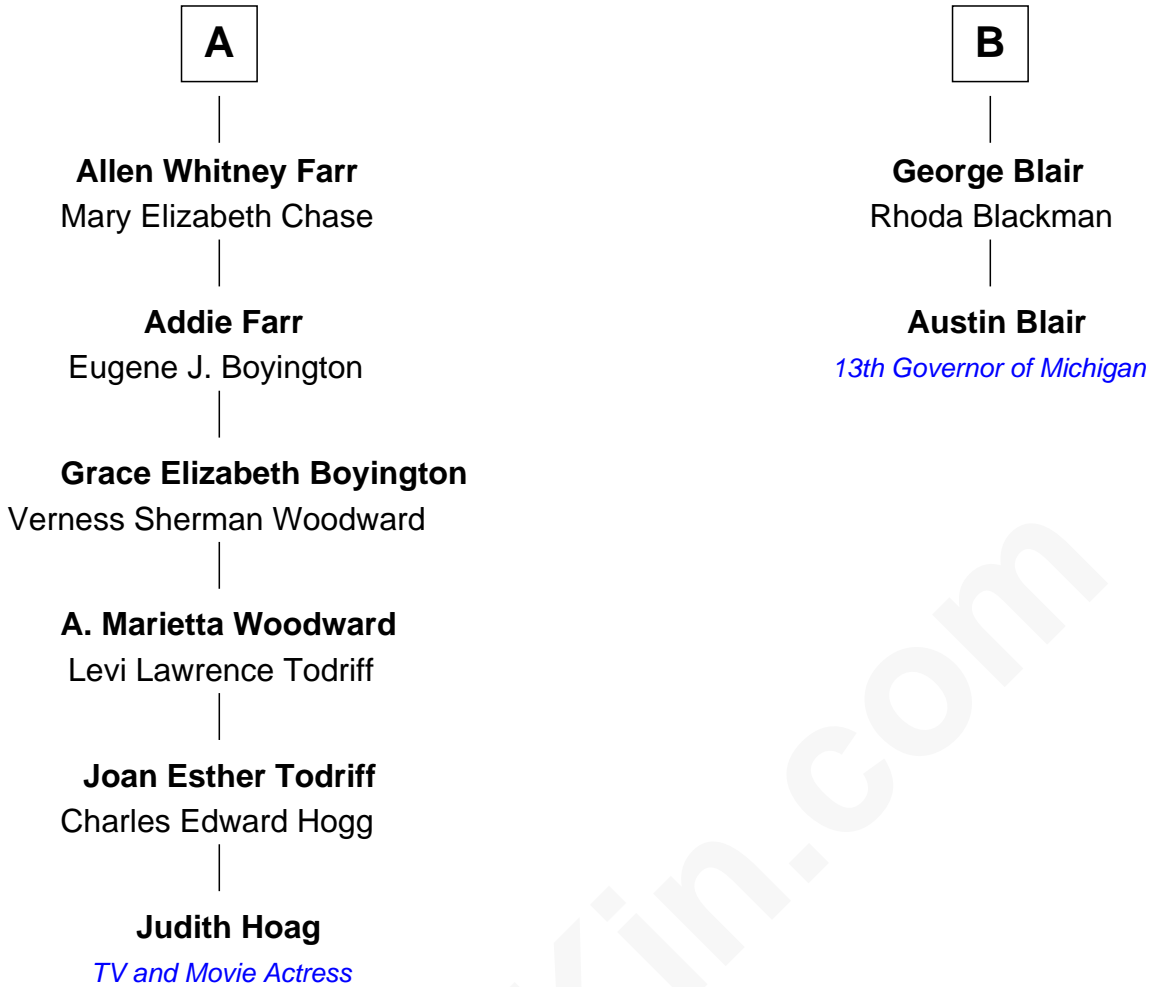 A
Allen Whitney Farr
Mary Elizabeth Chase
Addie Farr
Eugene J. Boyington
Grace Elizabeth Boyington
Verness Sherman Woodward
A. Marietta Woodward
Levi Lawrence Todriff
Joan Esther Todriff
Charles Edward Hogg
Judith Hoag
TV and Movie Actress
B
George Blair
Rhoda Blackman
Austin Blair
13th Governor of Michigan
Kin.com